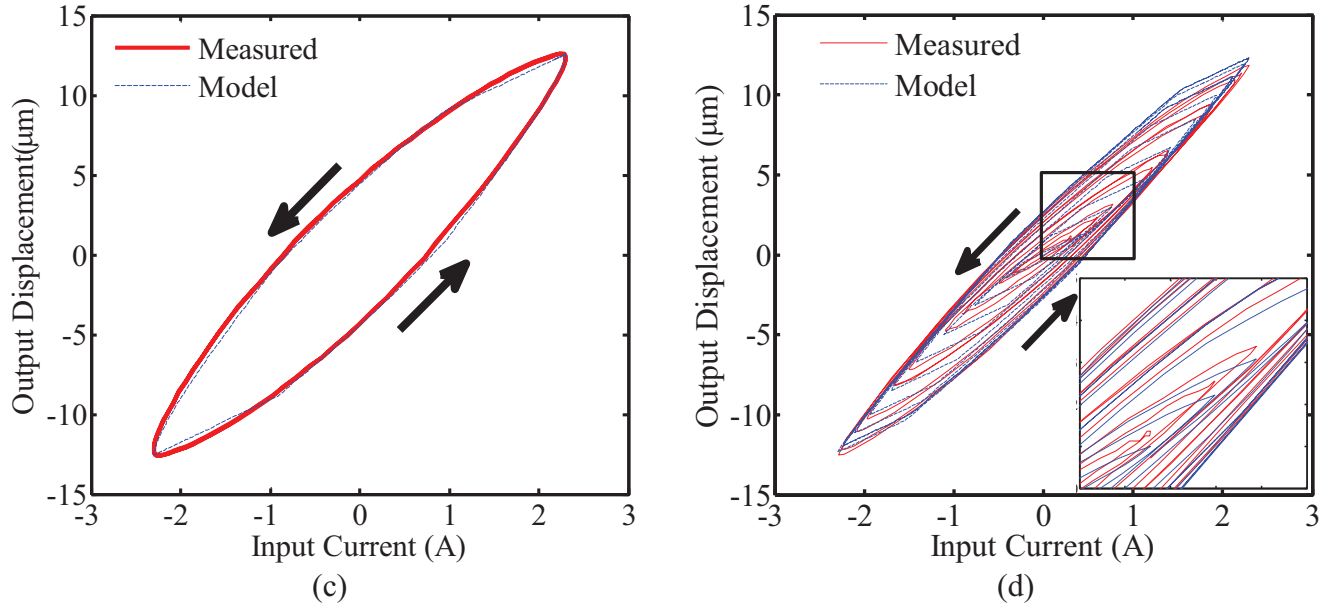 15
10
5
0
-5
-10
-15
-3
-2
-1
0
1
2
3
Output Displacement(μm)
Input Current (A)
Measured
Model
(c)
15
10
5
0
-5
-10
-15
-3
-2
-1
0
1
2
3
Output Displacement (μm)
Input Current (A)
Measured
Model
(d)